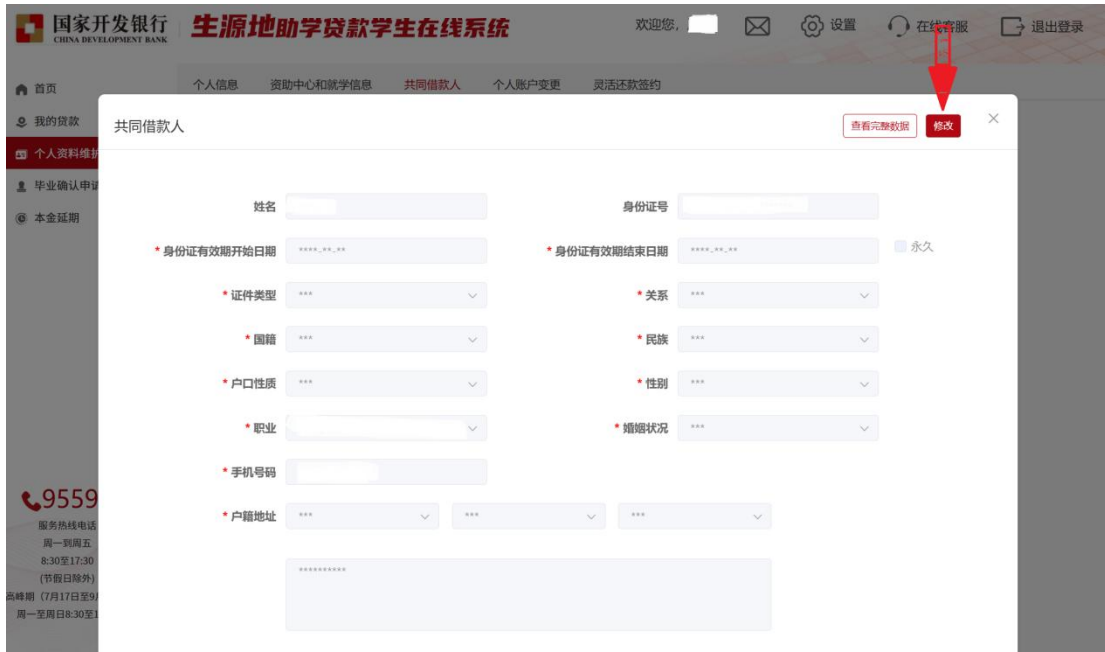 国家开发银行 生源地助学贷款学生在线系统 欢迎您, 设置 在线客服 退出登录
CHINA DEVELOPMENT BANK
首页 个人信息 资助中心和就学信息 共同借款人 个人账户变更 灵活还款签约
我的贷款
个人资料维护
毕业确认申请
本金延期
共同借款人 查看完整数据 修改
姓名 身份证号
* 身份证有效期开始日期 ****-**-** * 身份证有效期结束日期 ****-**-** 永久
* 证件类型 *** * 关系 ***
* 国籍 *** * 民族 ***
* 户口性质 *** * 性别 ***
* 职业 * 婚姻状况 ***
* 手机号码
* 户籍地址 *** *** ***
**********
9559
服务热线电话
周一到周五
8:30至17:30
(节假日除外)
高峰期（7月17日至9月
周一至周日8:30至1